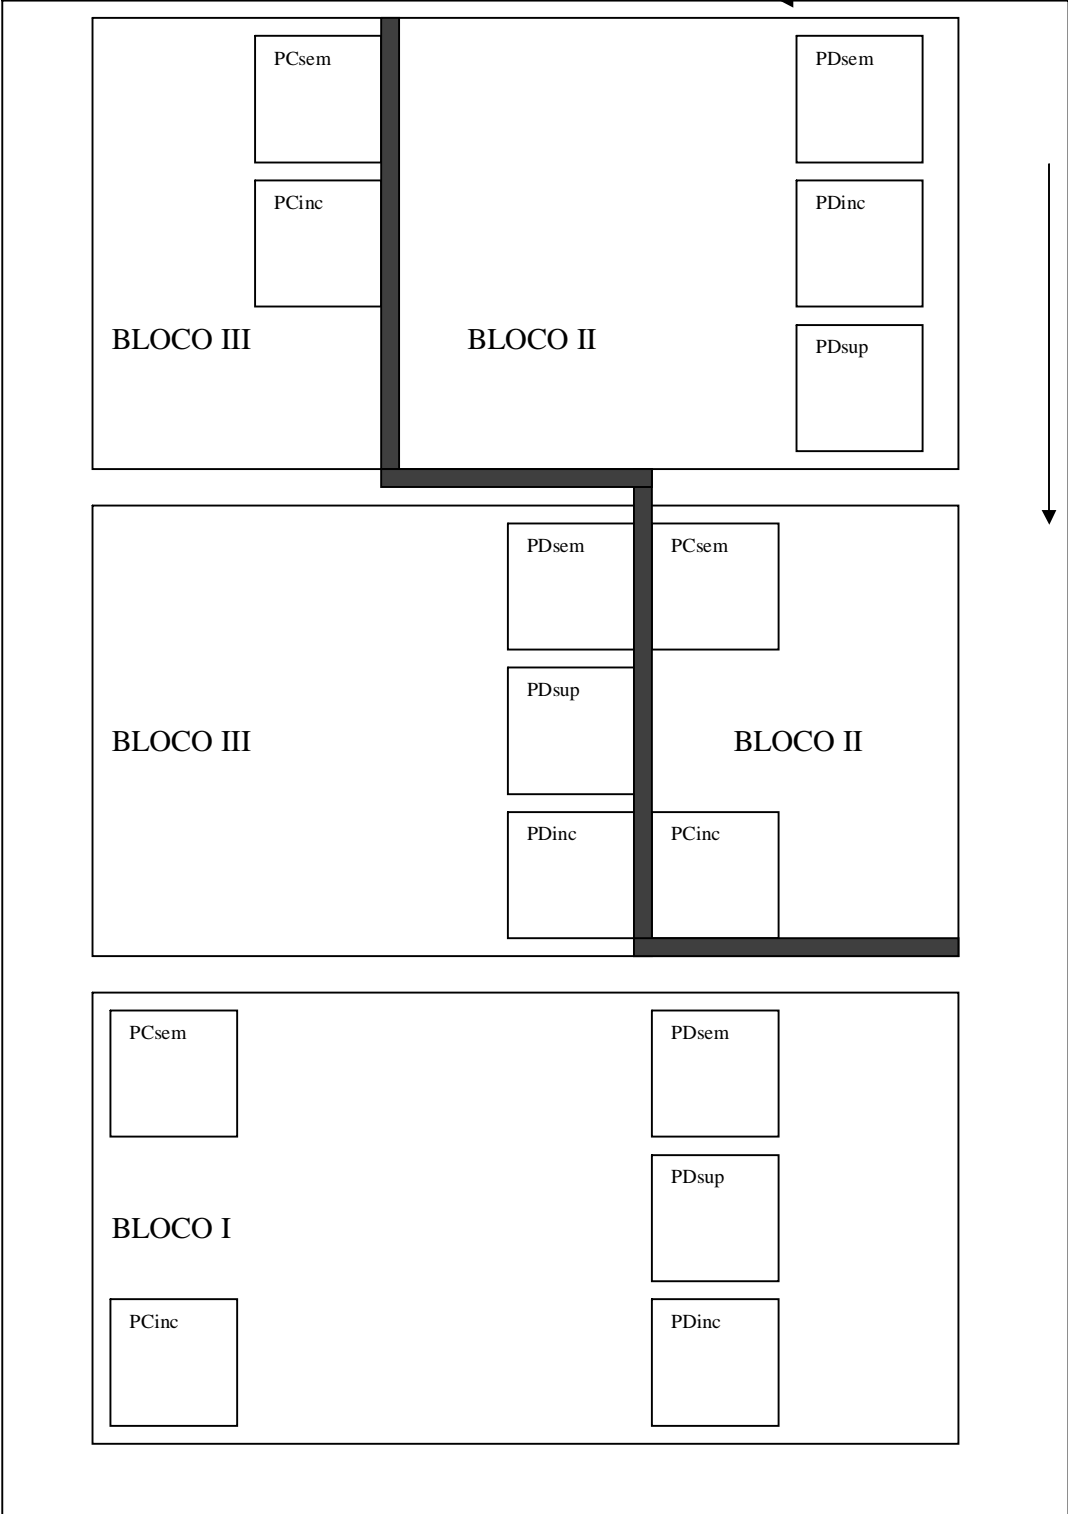 PCsem
PDsem
PCinc
PDinc
BLOCO III
BLOCO II
PDsup
PDsem
PCsem
PDsup
BLOCO III
BLOCO II
PDinc
PCinc
PCsem
PDsem
PDsup
BLOCO I
PCinc
PDinc